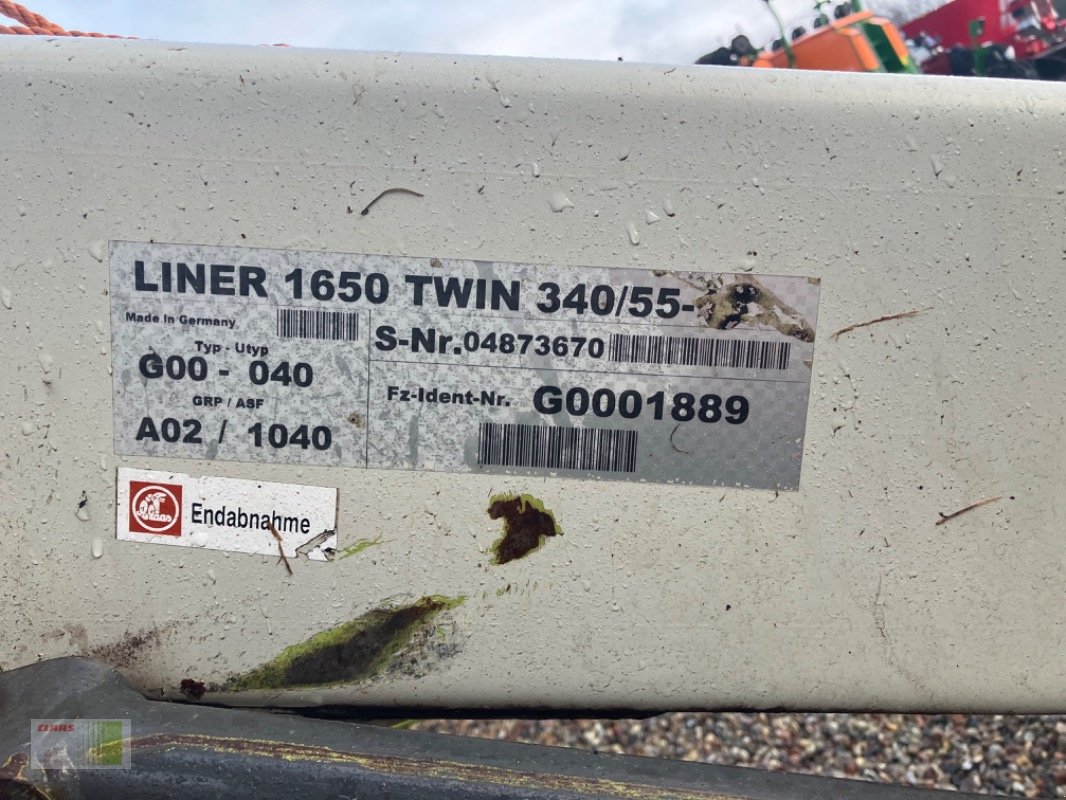 LINER 1650 TWIN 340/55-
Made In Germany
S-Nr.04873670
Typ - Utyp
G00 - 040
Fz-Ident-Nr. G0001889
GRP / ASF
A02 / 1040
Endabnahme
CLAAS